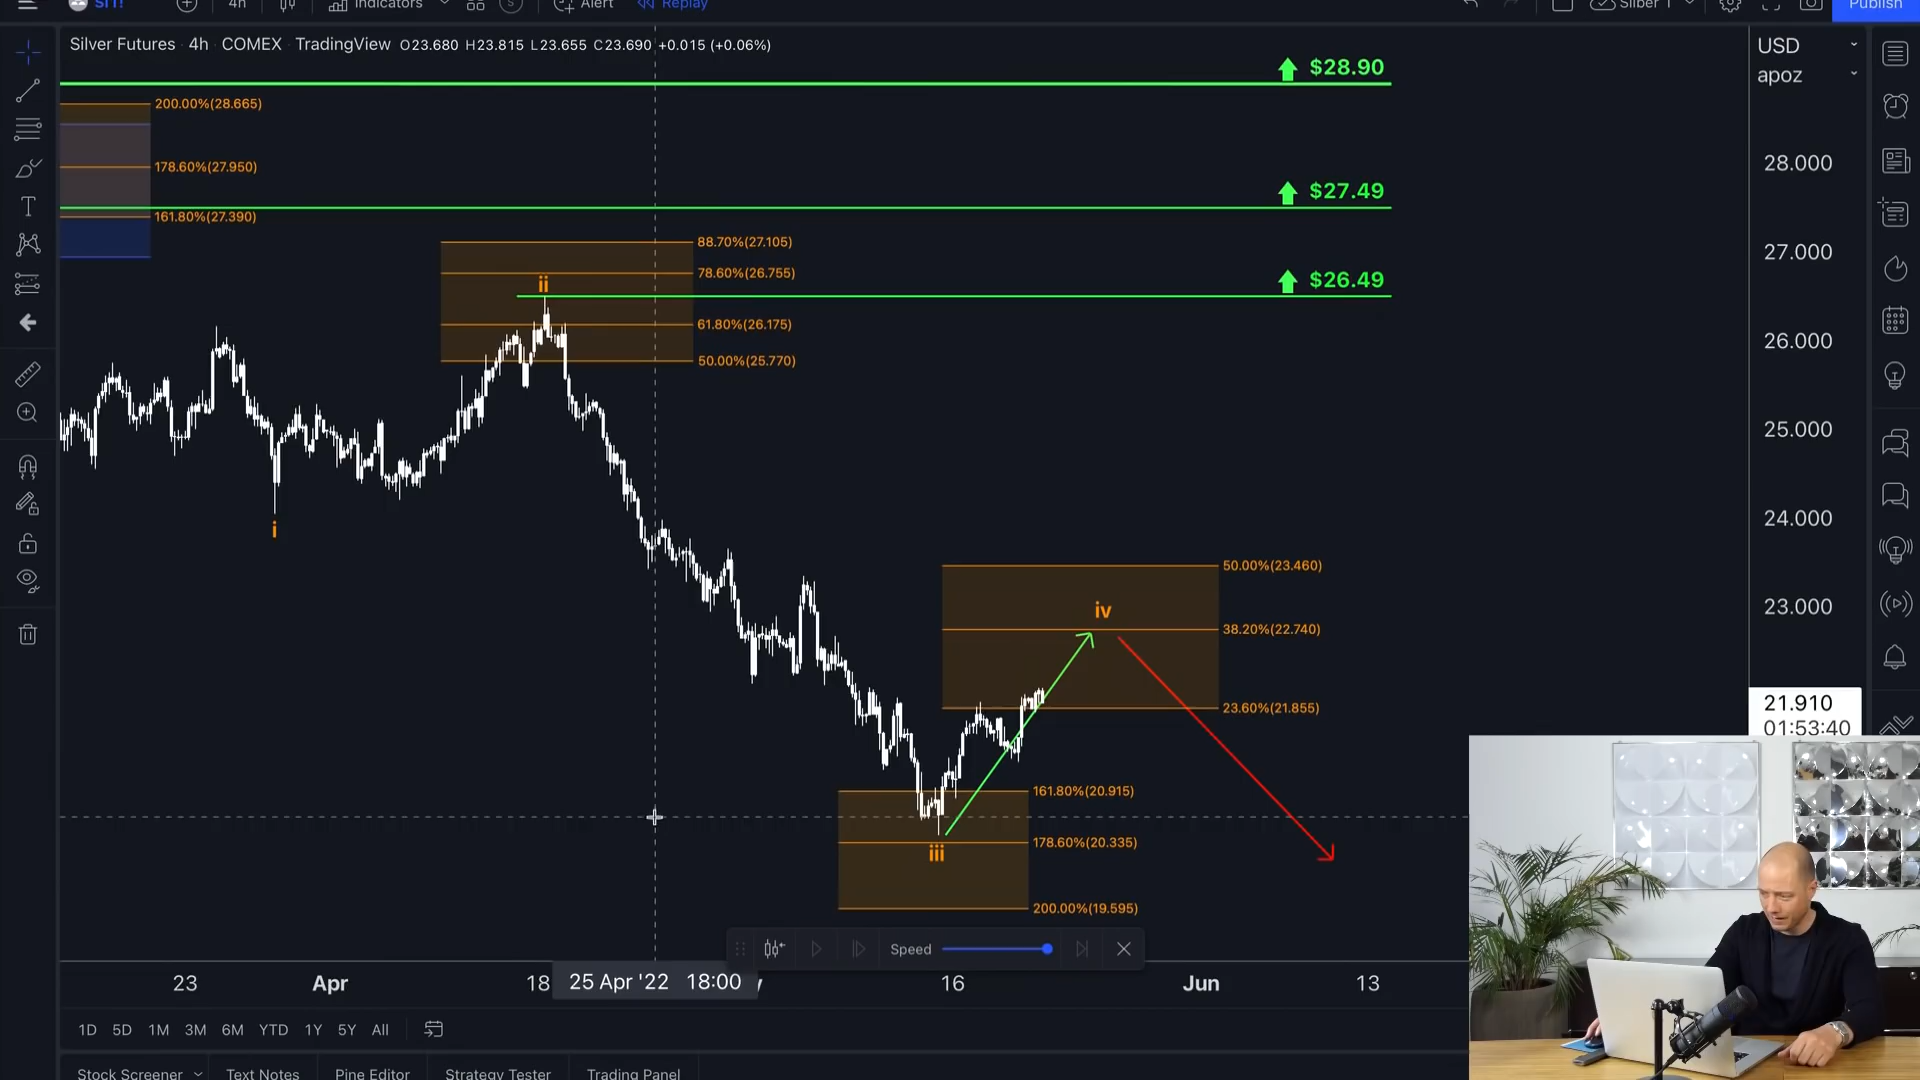 SI1!
4h
Indicators
Alert
Replay
Silber 1
Publish
Silver Futures · 4h · COMEX · TradingView O23.680 H23.815 L23.655 C23.690 +0.015 (+0.06%)
USD
apoz
$28.90
200.00%(28.665)
178.60%(27.950)
28.000
$27.49
161.80%(27.390)
88.70%(27.105)
27.000
78.60%(26.755)
ii
$26.49
61.80%(26.175)
26.000
50.00%(25.770)
25.000
i
24.000
50.00%(23.460)
iv
23.000
38.20%(22.740)
23.60%(21.855)
21.910
01:53:40
161.80%(20.915)
178.60%(20.335)
iii
200.00%(19.595)
Speed
23
Apr
18
25 Apr '22 18:00
16
Jun
13
1D 5D 1M 3M 6M YTD 1Y 5Y All
Stock Screener Text Notes Pine Editor Strategy Tester Trading Panel